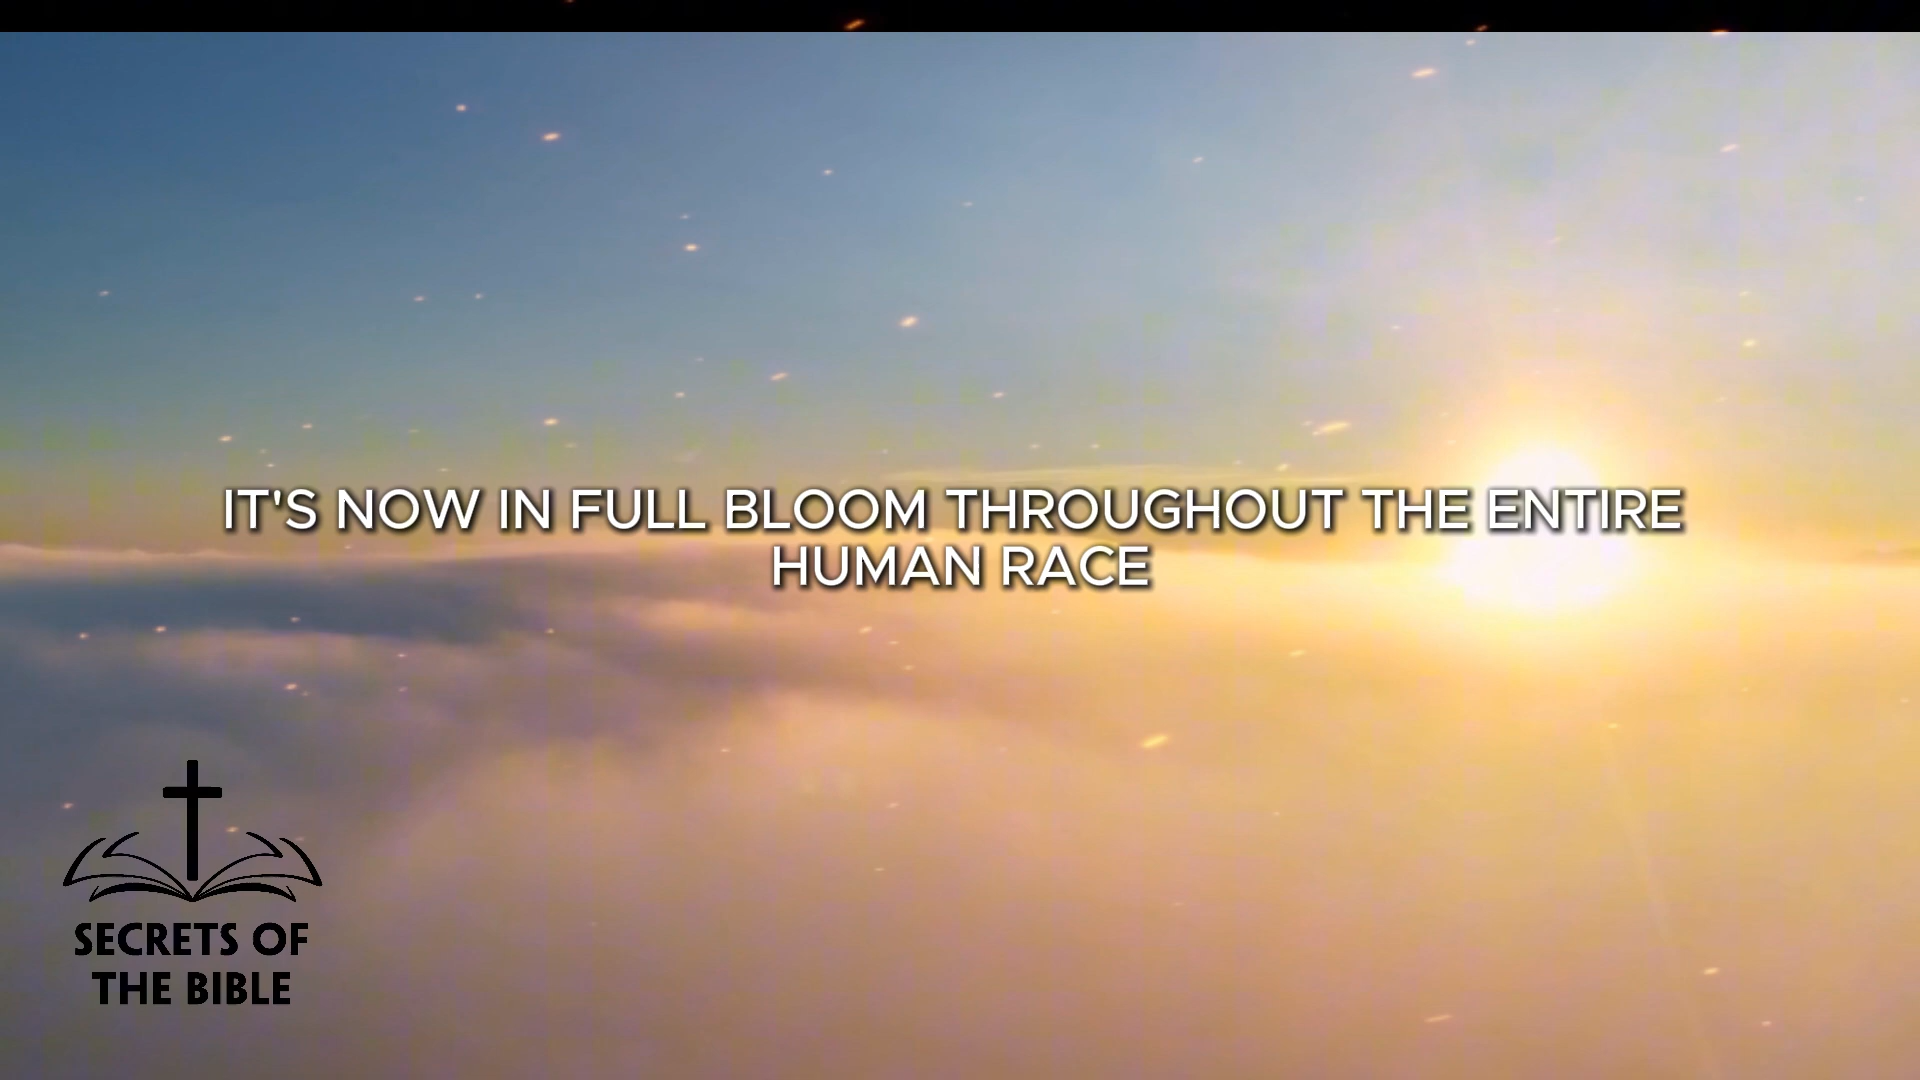 IT'S NOW IN FULL BLOOM THROUGHOUT THE ENTIRE
HUMAN RACE
SECRETS OF
THE BIBLE